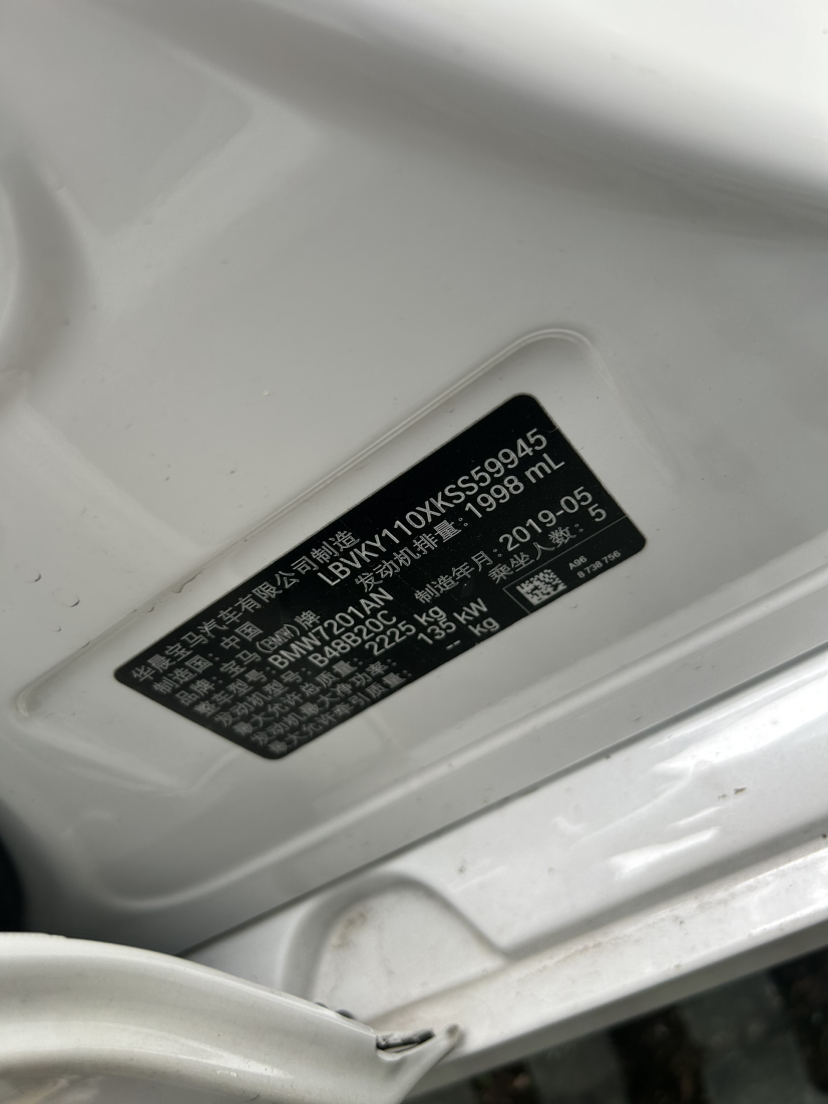 华晨宝马汽车有限公司制造
制造国：中国 LBVKY110XKSS59945
品牌：宝马(BMW)牌 发动机排量：1998 mL
整车型号：BMW7201AN
发动机型号：B48B20C 制造年月：2019-05
最大允许总质量：2225 kg 乘坐人数：5
发动机最大净功率：135 kW
最大允许牵引质量：-- kg
A96
8 738 756